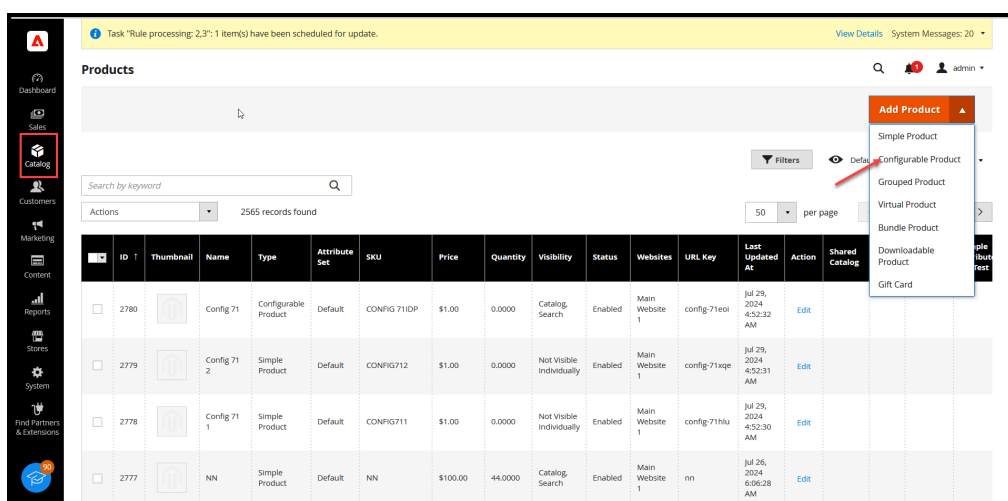 Task "Rule processing: 2,3": 1 item(s) have been scheduled for update.
View Details System Messages: 20
Products
1
admin
Dashboard
Sales
Catalog
Customers
Marketing
Content
Reports
Stores
System
Find Partners
& Extensions
90
Add Product
Simple Product
Configurable Product
Grouped Product
Virtual Product
Bundle Product
Downloadable
Product
Gift Card
Filters
Search by keyword
Actions
2565 records found
50 per page
ID Thumbnail Name Type Attribute Set SKU Price Quantity Visibility Status Websites URL Key Last Updated At Action Shared Catalog
Test
2780 Config 71 Configurable Product Default CONFIG 71IDP $1.00 0.0000 Catalog, Search Enabled Main Website 1 config-71eoi Jul 29, 2024 4:52:32 AM Edit
2779 Config 71 2 Simple Product Default CONFIG712 $1.00 0.0000 Not Visible Individually Enabled Main Website 1 config-71xqe Jul 29, 2024 4:52:31 AM Edit
2778 Config 71 1 Simple Product Default CONFIG711 $1.00 0.0000 Not Visible Individually Enabled Main Website 1 config-71hlu Jul 29, 2024 4:52:30 AM Edit
2777 NN Simple Product Default NN $100.00 44.0000 Catalog, Search Enabled Main Website 1 nn Jul 26, 2024 6:06:28 AM Edit